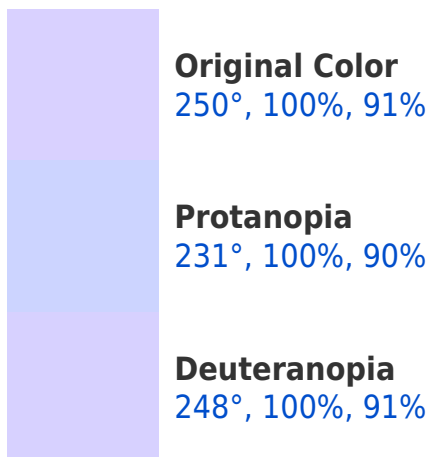 Original Color
250°, 100%, 91%
Protanopia
231°, 100%, 90%
Deuteranopia
248°, 100%, 91%